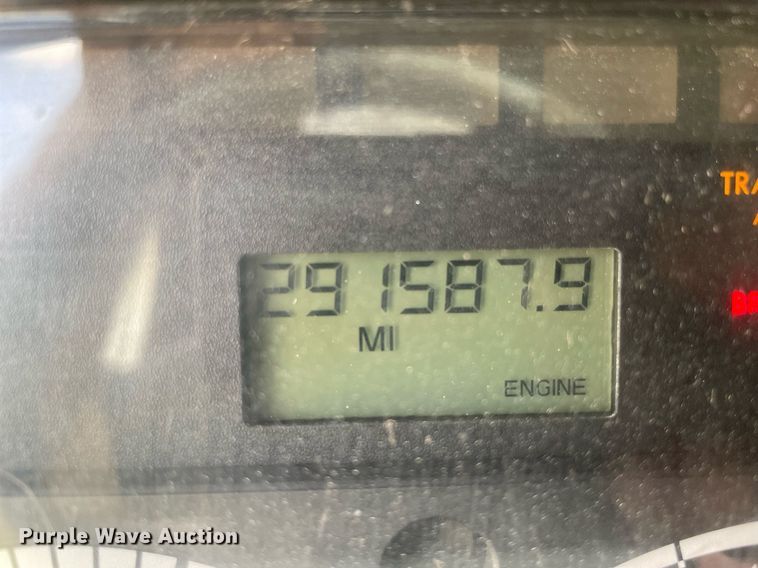 291587.9
MI
ENGINE
Purple Wave Auction